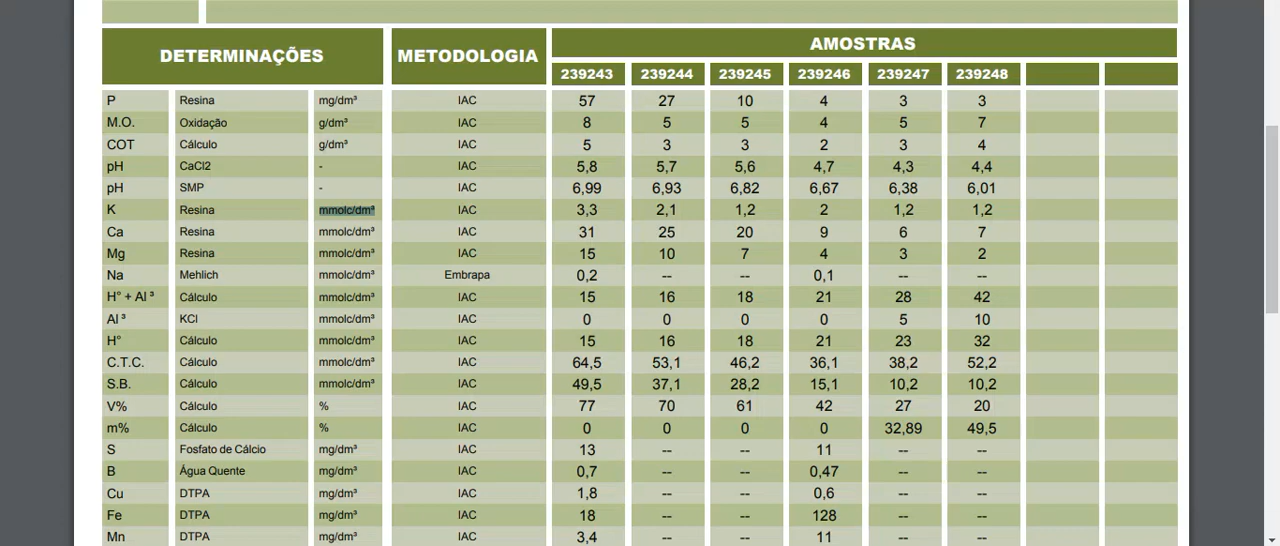 DETERMINAÇÕES METODOLOGIA AMOSTRAS
239243 239244 239245 239246 239247 239248
P Resina mg/dm³ IAC 57 27 10 4 3 3
M.O. Oxidação g/dm³ IAC 8 5 5 4 5 7
COT Cálculo g/dm³ IAC 5 3 3 2 3 4
pH CaCl2 - IAC 5,8 5,7 5,6 4,7 4,3 4,4
pH SMP - IAC 6,99 6,93 6,82 6,67 6,38 6,01
K Resina mmolc/dm³ IAC 3,3 2,1 1,2 2 1,2 1,2
Ca Resina mmolc/dm³ IAC 31 25 20 9 6 7
Mg Resina mmolc/dm³ IAC 15 10 7 4 3 2
Na Mehlich mmolc/dm³ Embrapa 0,2 -- -- 0,1 -- --
H° + Al ³ Cálculo mmolc/dm³ IAC 15 16 18 21 28 42
Al ³ KCl mmolc/dm³ IAC 0 0 0 0 5 10
H° Cálculo mmolc/dm³ IAC 15 16 18 21 23 32
C.T.C. Cálculo mmolc/dm³ IAC 64,5 53,1 46,2 36,1 38,2 52,2
S.B. Cálculo mmolc/dm³ IAC 49,5 37,1 28,2 15,1 10,2 10,2
V% Cálculo % IAC 77 70 61 42 27 20
m% Cálculo % IAC 0 0 0 0 32,89 49,5
S Fosfato de Cálcio mg/dm³ IAC 13 -- -- 11 -- --
B Água Quente mg/dm³ IAC 0,7 -- -- 0,47 -- --
Cu DTPA mg/dm³ IAC 1,8 -- -- 0,6 -- --
Fe DTPA mg/dm³ IAC 18 -- -- 128 -- --
Mn DTPA mg/dm³ IAC 3,4 -- -- 11 -- --